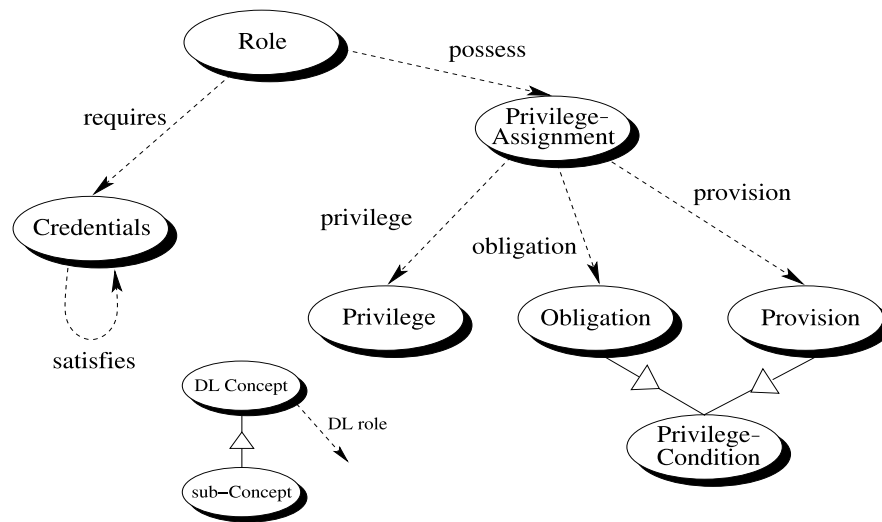 Role
possess
requires
Privilege-
Assignment
Credentials
privilege
obligation
provision
Privilege
Obligation
Provision
satisfies
DL Concept
DL role
Privilege-
Condition
sub-Concept